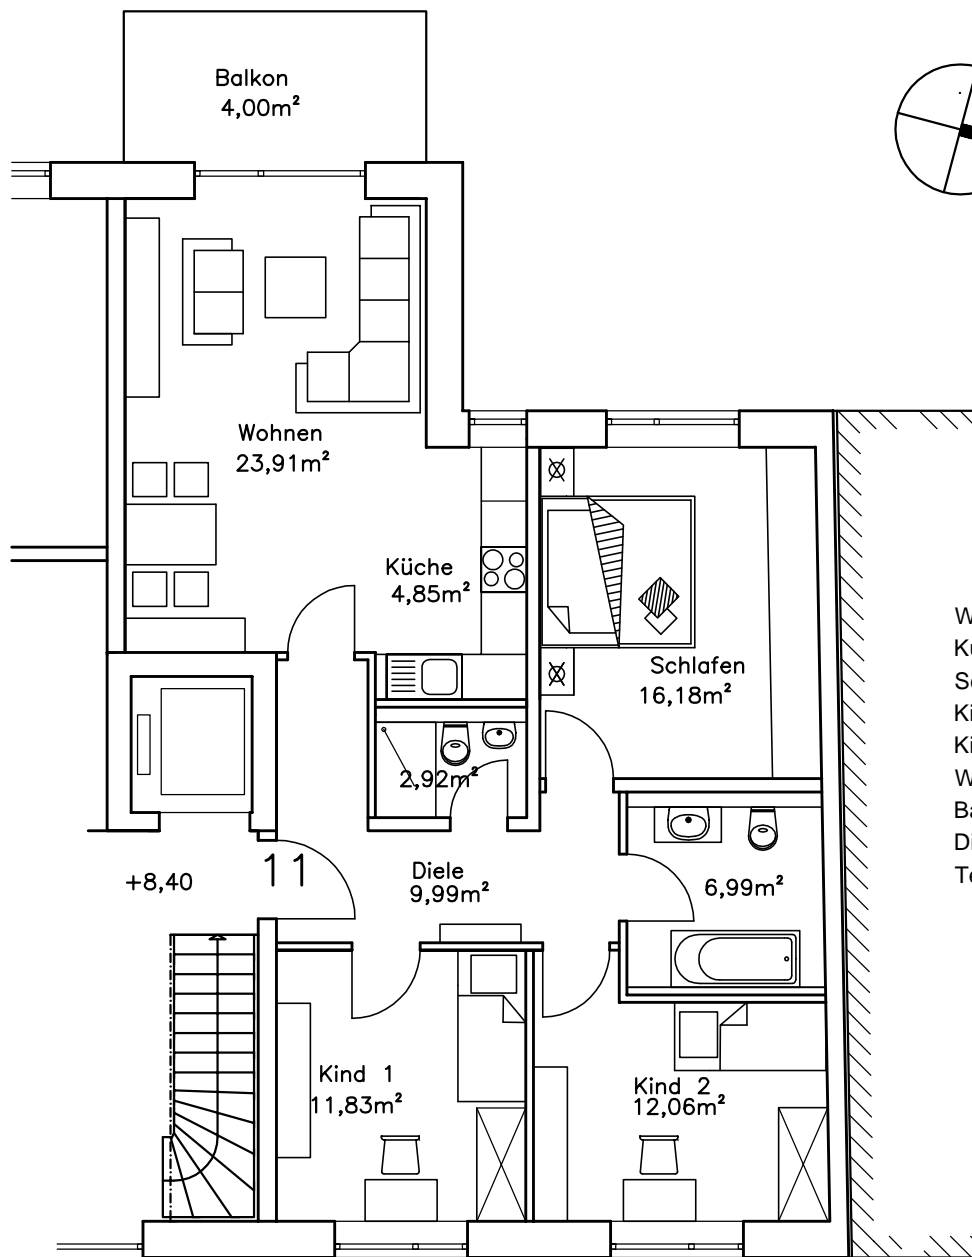 Balkon
4,00m²
Wohnen
23,91m²
Küche
4,85m²
Schlafen
16,18m²
2,92m²
+8,40
11
Diele
9,99m²
6,99m²
Kind 1
11,83m²
Kind 2
12,06m²